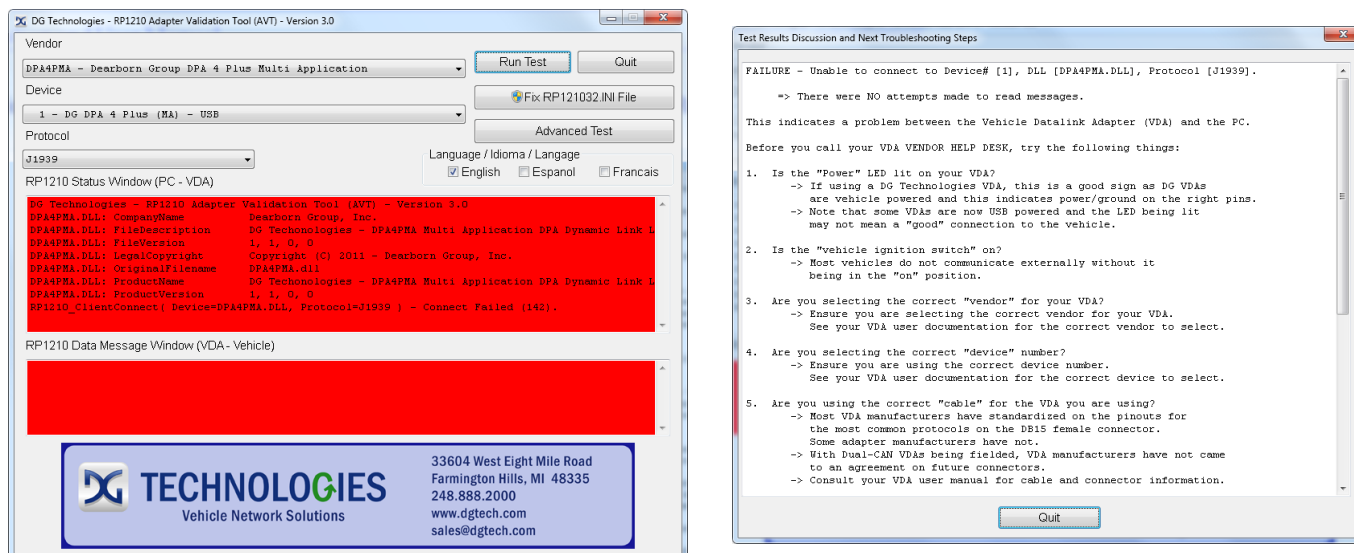 DG Technologies - RP1210 Adapter Validation Tool (AVT) - Version 3.0
Vendor
DPA4PMA - Dearborn Group DPA 4 Plus Multi Application
Run Test
Quit
Device
Fix RP121032.INI File
1 - DG DPA 4 Plus (MA) - USB
Protocol
Advanced Test
J1939
Language / Idioma / Langage
English
Espanol
Francais
RP1210 Status Window (PC - VDA)
DG Technologies - RP1210 Adapter Validation Tool (AVT) - Version 3.0
DPA4PMA.DLL: CompanyName Dearborn Group, Inc.
DPA4PMA.DLL: FileDescription DG Techonologies - DPA4PMA Multi Application DPA Dynamic Link L
DPA4PMA.DLL: FileVersion 1, 1, 0, 0
DPA4PMA.DLL: LegalCopyright Copyright (C) 2011 - Dearborn Group, Inc.
DPA4PMA.DLL: OriginalFilename DPA4PMA.dll
DPA4PMA.DLL: ProductName DG Techonologies - DPA4PMA Multi Application DPA Dynamic Link L
DPA4PMA.DLL: ProductVersion 1, 1, 0, 0
RP1210_ClientConnect( Device=DPA4PMA.DLL, Protocol=J1939 ) - Connect Failed (142).
RP1210 Data Message Window (VDA - Vehicle)
DG TECHNOLOGIES
Vehicle Network Solutions
33604 West Eight Mile Road
Farmington Hills, MI 48335
248.888.2000
www.dgtech.com
sales@dgtech.com
Test Results Discussion and Next Troubleshooting Steps
FAILURE - Unable to connect to Device# [1], DLL [DPA4PMA.DLL], Protocol [J1939].
=> There were NO attempts made to read messages.
This indicates a problem between the Vehicle Datalink Adapter (VDA) and the PC.
Before you call your VDA VENDOR HELP DESK, try the following things:
1. Is the "Power" LED lit on your VDA?
-> If using a DG Technologies VDA, this is a good sign as DG VDAs
are vehicle powered and this indicates power/ground on the right pins.
-> Note that some VDAs are now USB powered and the LED being lit
may not mean a "good" connection to the vehicle.
2. Is the "vehicle ignition switch" on?
-> Most vehicles do not communicate externally without it
being in the "on" position.
3. Are you selecting the correct "vendor" for your VDA?
-> Ensure you are selecting the correct vendor for your VDA.
See your VDA user documentation for the correct vendor to select.
4. Are you selecting the correct "device" number?
-> Ensure you are using the correct device number.
See your VDA user documentation for the correct device to select.
5. Are you using the correct "cable" for the VDA you are using?
-> Most VDA manufacturers have standardized on the pinouts for
the most common protocols on the DB15 female connector.
Some adapter manufacturers have not.
-> With Dual-CAN VDAs being fielded, VDA manufacturers have not came
to an agreement on future connectors.
-> Consult your VDA user manual for cable and connector information.
Quit